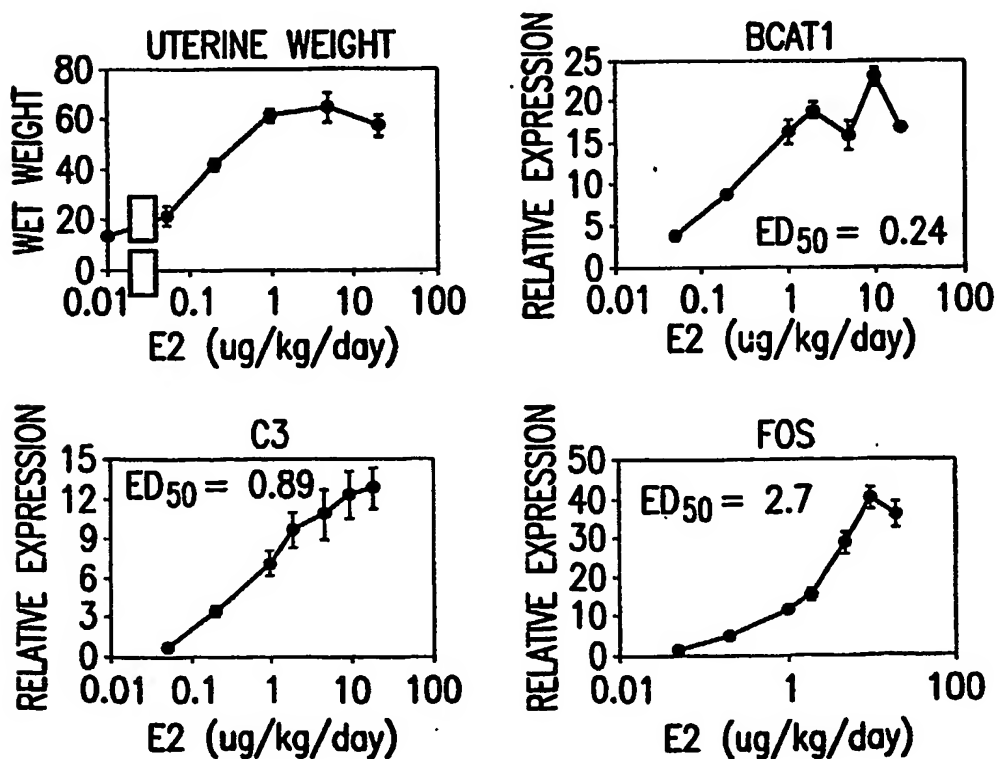 UTERINE WEIGHT
WET WEIGHT
80
60
40
20
0
0.01 0.1 1 10 100
E2 (ug/kg/day)
BCAT1
RELATIVE EXPRESSION
25
20
15
10
5
0
ED50 = 0.24
0.01 0.1 1 10 100
E2 (ug/kg/day)
C3
RELATIVE EXPRESSION
15
12
9
6
3
0
ED50 = 0.89
0.01 0.1 1 10 100
E2 (ug/kg/day)
FOS
RELATIVE EXPRESSION
50
40
30
20
10
0
ED50 = 2.7
0.01 1 100
E2 (ug/kg/day)